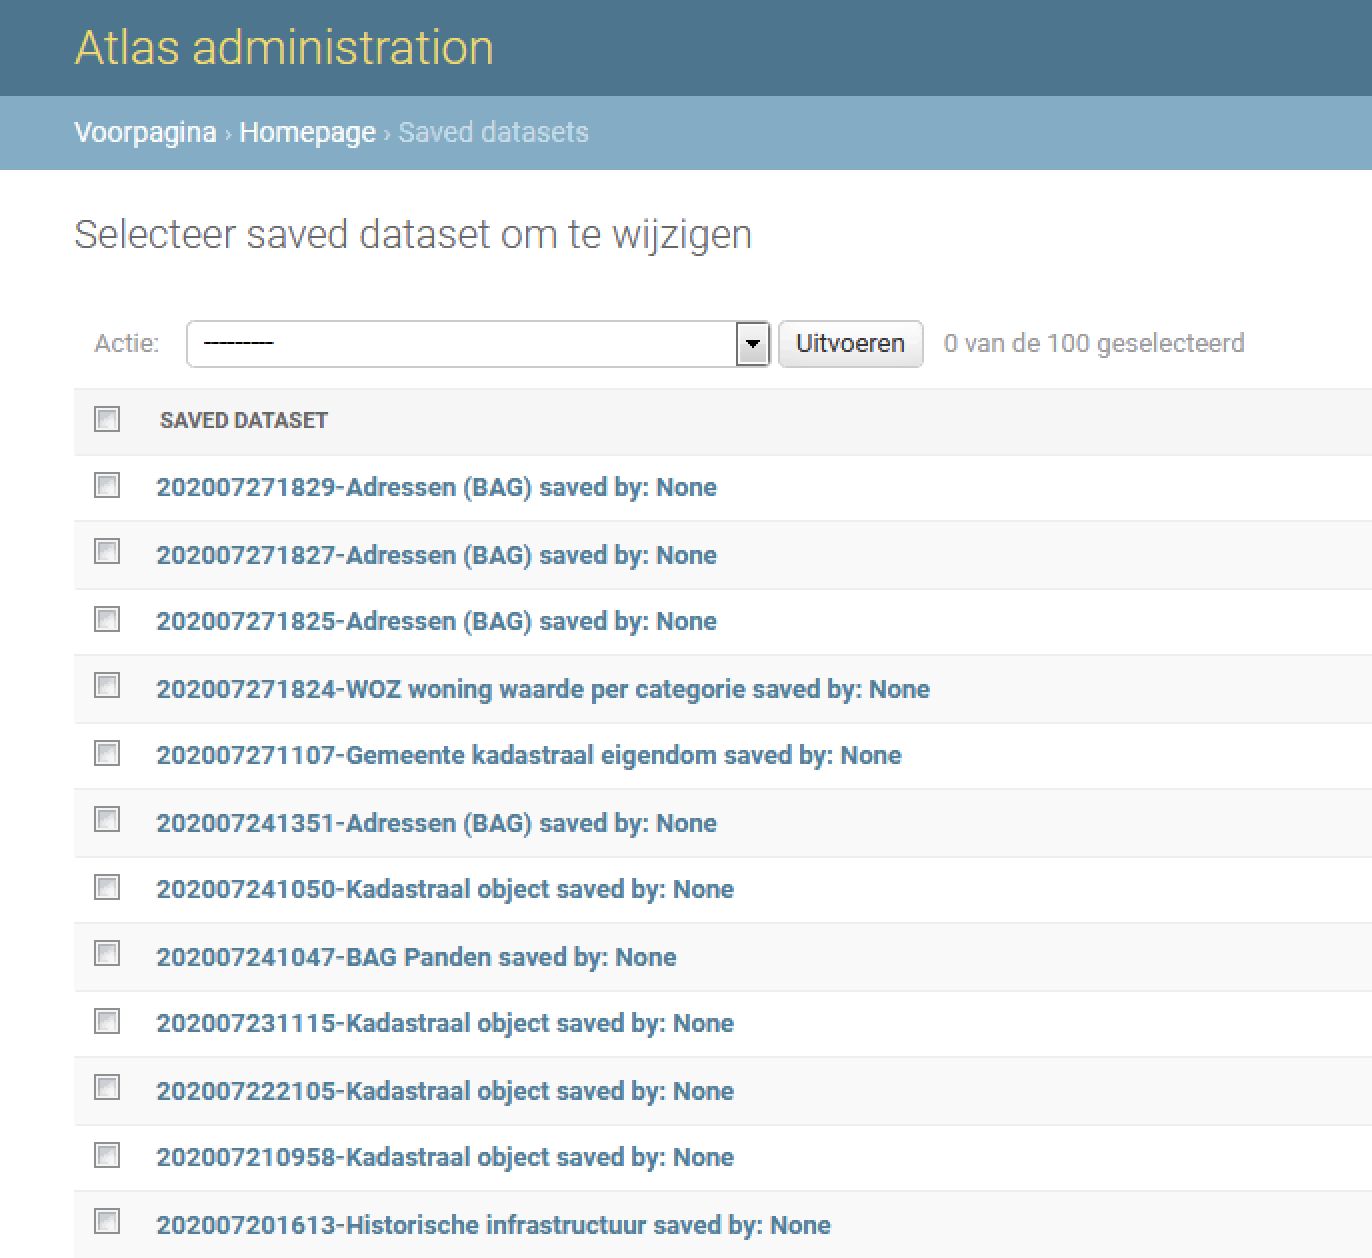 Atlas administration
Voorpagina › Homepage › Saved datasets
Selecteer saved dataset om te wijzigen
Actie: --------- Uitvoeren 0 van de 100 geselecteerd
SAVED DATASET
202007271829-Adressen (BAG) saved by: None
202007271827-Adressen (BAG) saved by: None
202007271825-Adressen (BAG) saved by: None
202007271824-WOZ woning waarde per categorie saved by: None
202007271107-Gemeente kadastraal eigendom saved by: None
202007241351-Adressen (BAG) saved by: None
202007241050-Kadastraal object saved by: None
202007241047-BAG Panden saved by: None
202007231115-Kadastraal object saved by: None
202007222105-Kadastraal object saved by: None
202007210958-Kadastraal object saved by: None
202007201613-Historische infrastructuur saved by: None